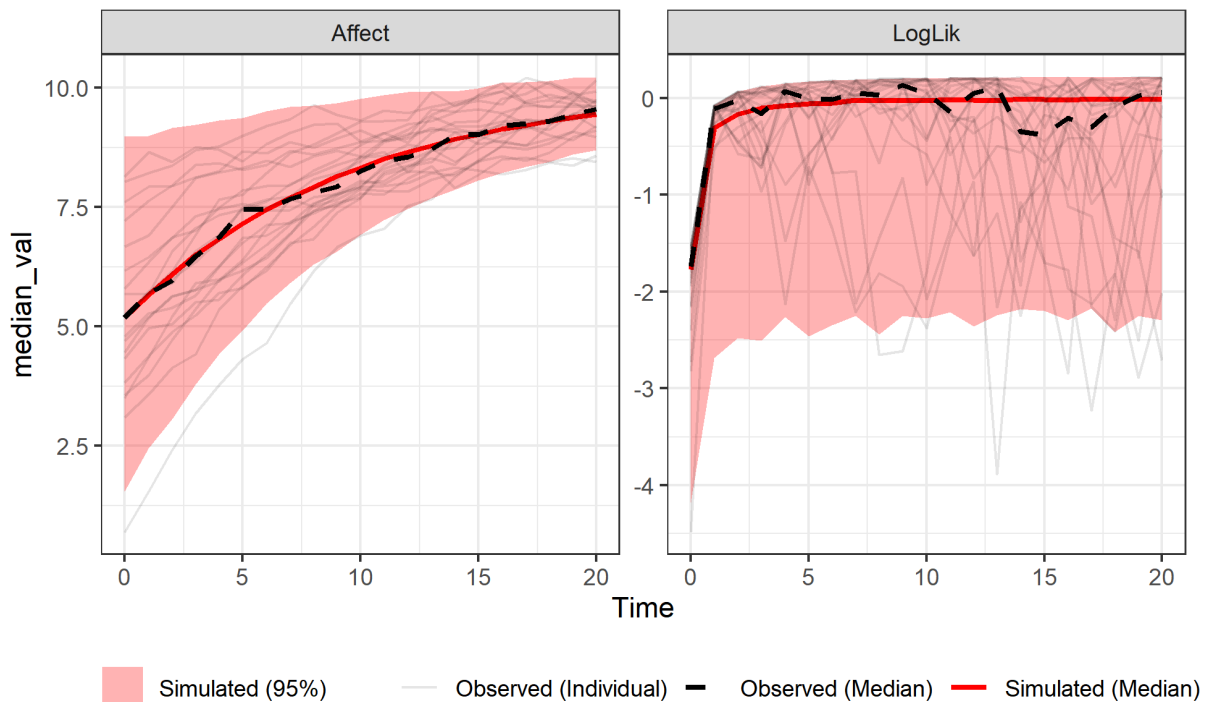 Affect
LogLik
median_val
10.0
7.5
5.0
2.5
0
-1
-2
-3
-4
0 5 10 15 20
0 5 10 15 20
Time
Simulated (95%) Observed (Individual) Observed (Median) Simulated (Median)